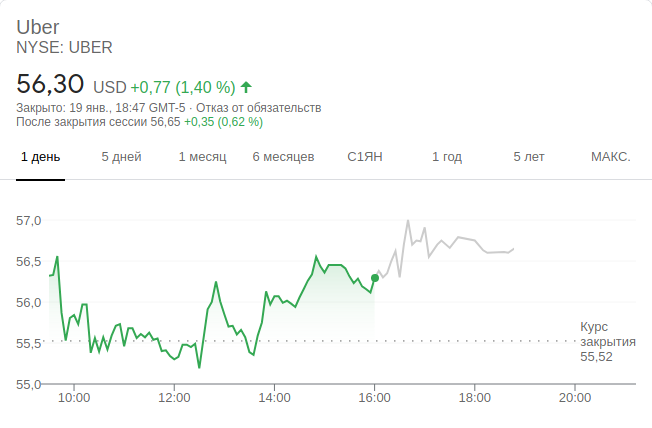 Uber
NYSE: UBER
56,30 USD +0,77 (1,40 %)
Закрыто: 19 янв., 18:47 GMT-5 · Отказ от обязательств
После закрытия сессии 56,65 +0,35 (0,62 %)
1 день 5 дней 1 месяц 6 месяцев С1ЯН 1 год 5 лет МАКС.
57,0
56,5
56,0
Курс
закрытия
55,52
55,5
55,0
10:00 12:00 14:00 16:00 18:00 20:00